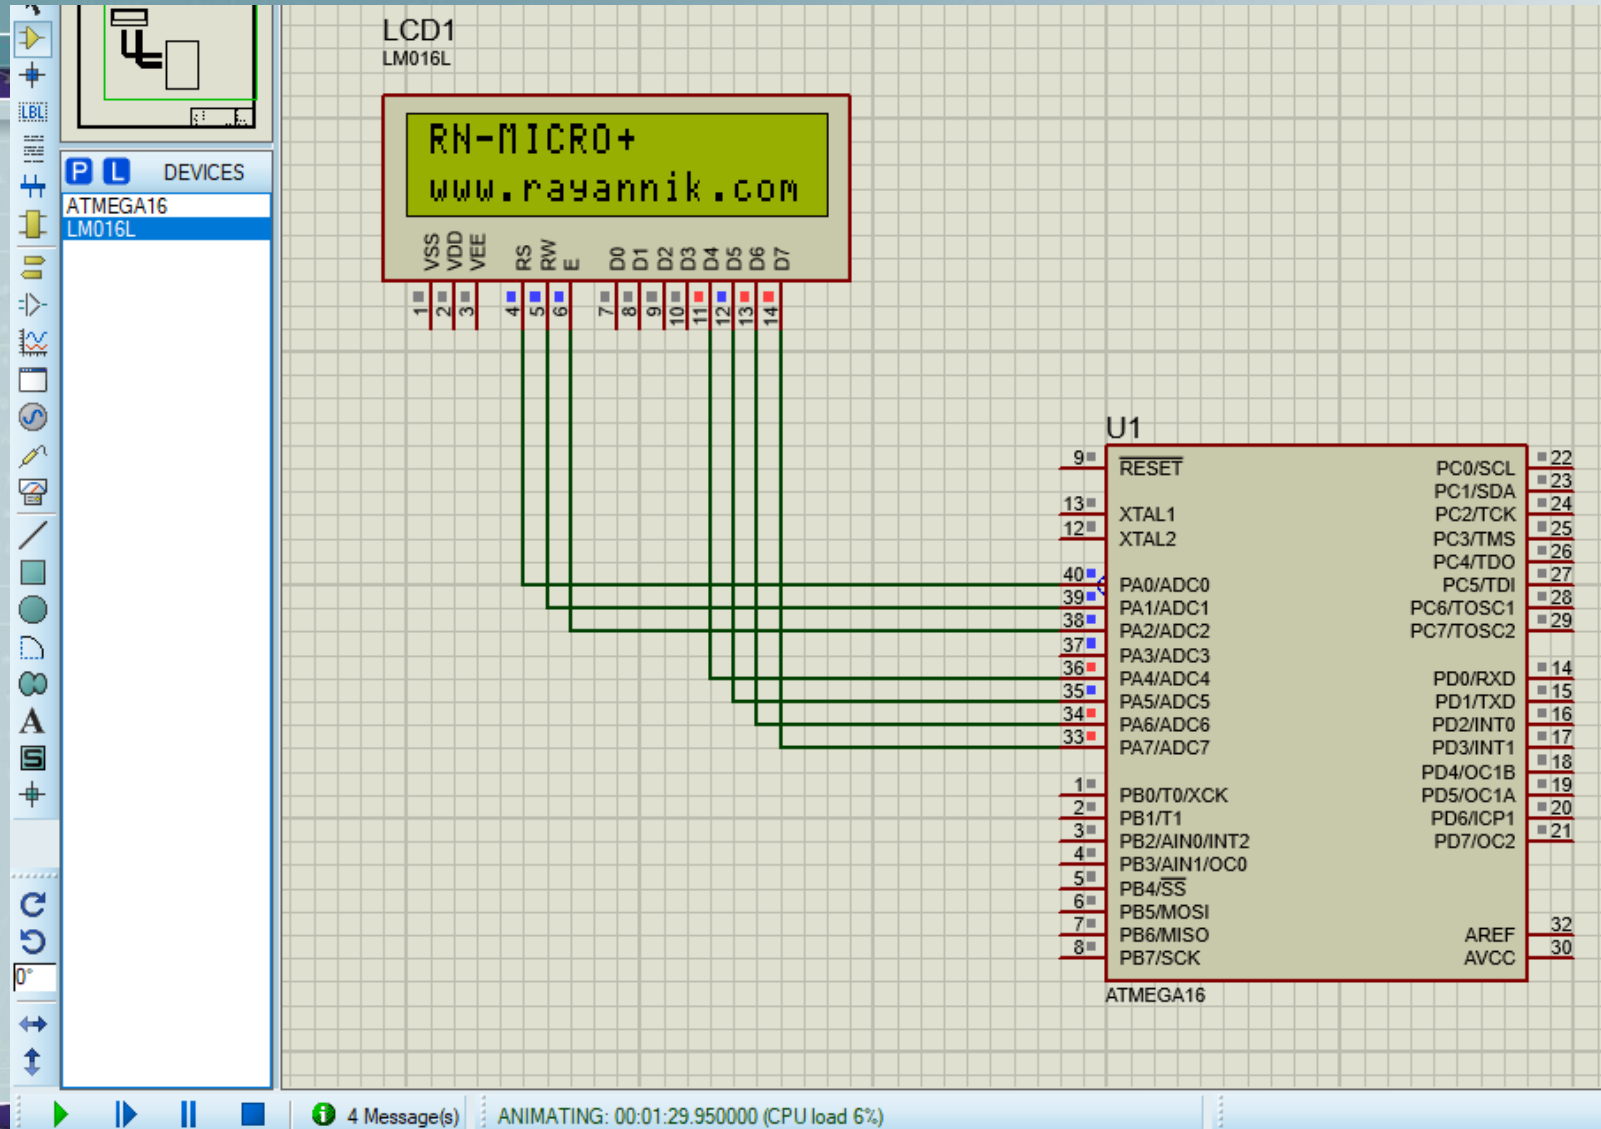 LCD1
LM016L
RN-MICRO+
www.rayannik.com
VSS
VDD
VEE
RS
RW
E
D0
D1
D2
D3
D4
D5
D6
D7
1
2
3
4
5
6
7
8
9
10
11
12
13
14
LBL
P L DEVICES
ATMEGA16
LM016L
A
S
0°
U1
9 RESET
13 XTAL1
12 XTAL2
40 PA0/ADC0
39 PA1/ADC1
38 PA2/ADC2
37 PA3/ADC3
36 PA4/ADC4
35 PA5/ADC5
34 PA6/ADC6
33 PA7/ADC7
1 PB0/T0/XCK
2 PB1/T1
3 PB2/AIN0/INT2
4 PB3/AIN1/OC0
5 PB4/SS
6 PB5/MOSI
7 PB6/MISO
8 PB7/SCK
PC0/SCL 22
PC1/SDA 23
PC2/TCK 24
PC3/TMS 25
PC4/TDO 26
PC5/TDI 27
PC6/TOSC1 28
PC7/TOSC2 29
PD0/RXD 14
PD1/TXD 15
PD2/INT0 16
PD3/INT1 17
PD4/OC1B 18
PD5/OC1A 19
PD6/ICP1 20
PD7/OC2 21
AREF 32
AVCC 30
ATMEGA16
4 Message(s)
ANIMATING: 00:01:29.950000 (CPU load 6%)